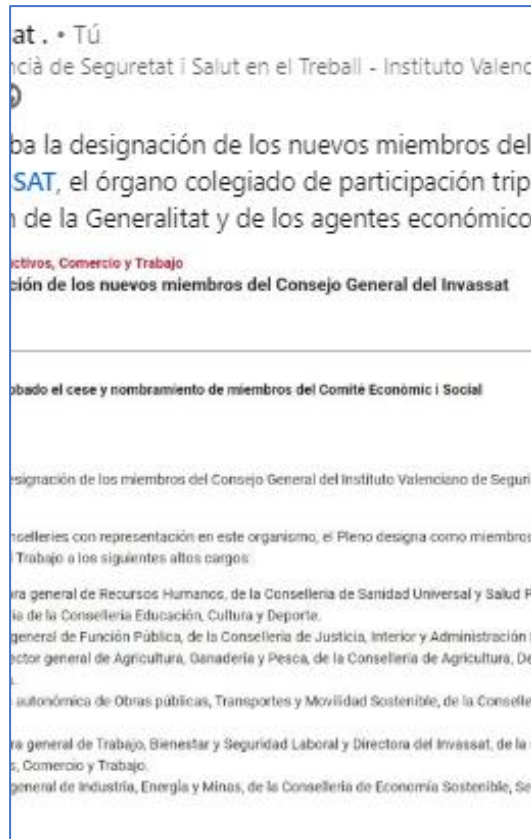 at . • Tú
ncià de Seguretat i Salut en el Treball - Instituto Valenc
ba la designación de los nuevos miembros del
SAT, el órgano colegiado de participación trip
n de la Generalitat y de los agentes económico
ctivos, Comercio y Trabajo
ción de los nuevos miembros del Consejo General del Invassat
obado el cese y nombramiento de miembros del Comité Econòmic i Social
esignación de los miembros del Consejo General del Instituto Valenciano de Seguri
nselleries con representación en este organismo, el Pleno designa como miembros
l Trabajo a los siguientes altos cargos:
ra general de Recursos Humanos, de la Conselleria de Sanidad Universal y Salud P
ia de la Conselleria Educación, Cultura y Deporte.
general de Función Pública, de la Conselleria de Justicia, Interior y Administración
ector general de Agricultura, Ganadería y Pesca, de la Conselleria de Agricultura, De
a autonómica de Obras públicas, Transportes y Movilidad Sostenible, de la Conselle
ra general de Trabajo, Bienestar y Seguridad Laboral y Directora del Invassat, de la
s, Comercio y Trabajo.
general de Industria, Energía y Minas, de la Conselleria de Economía Sostenible, Se